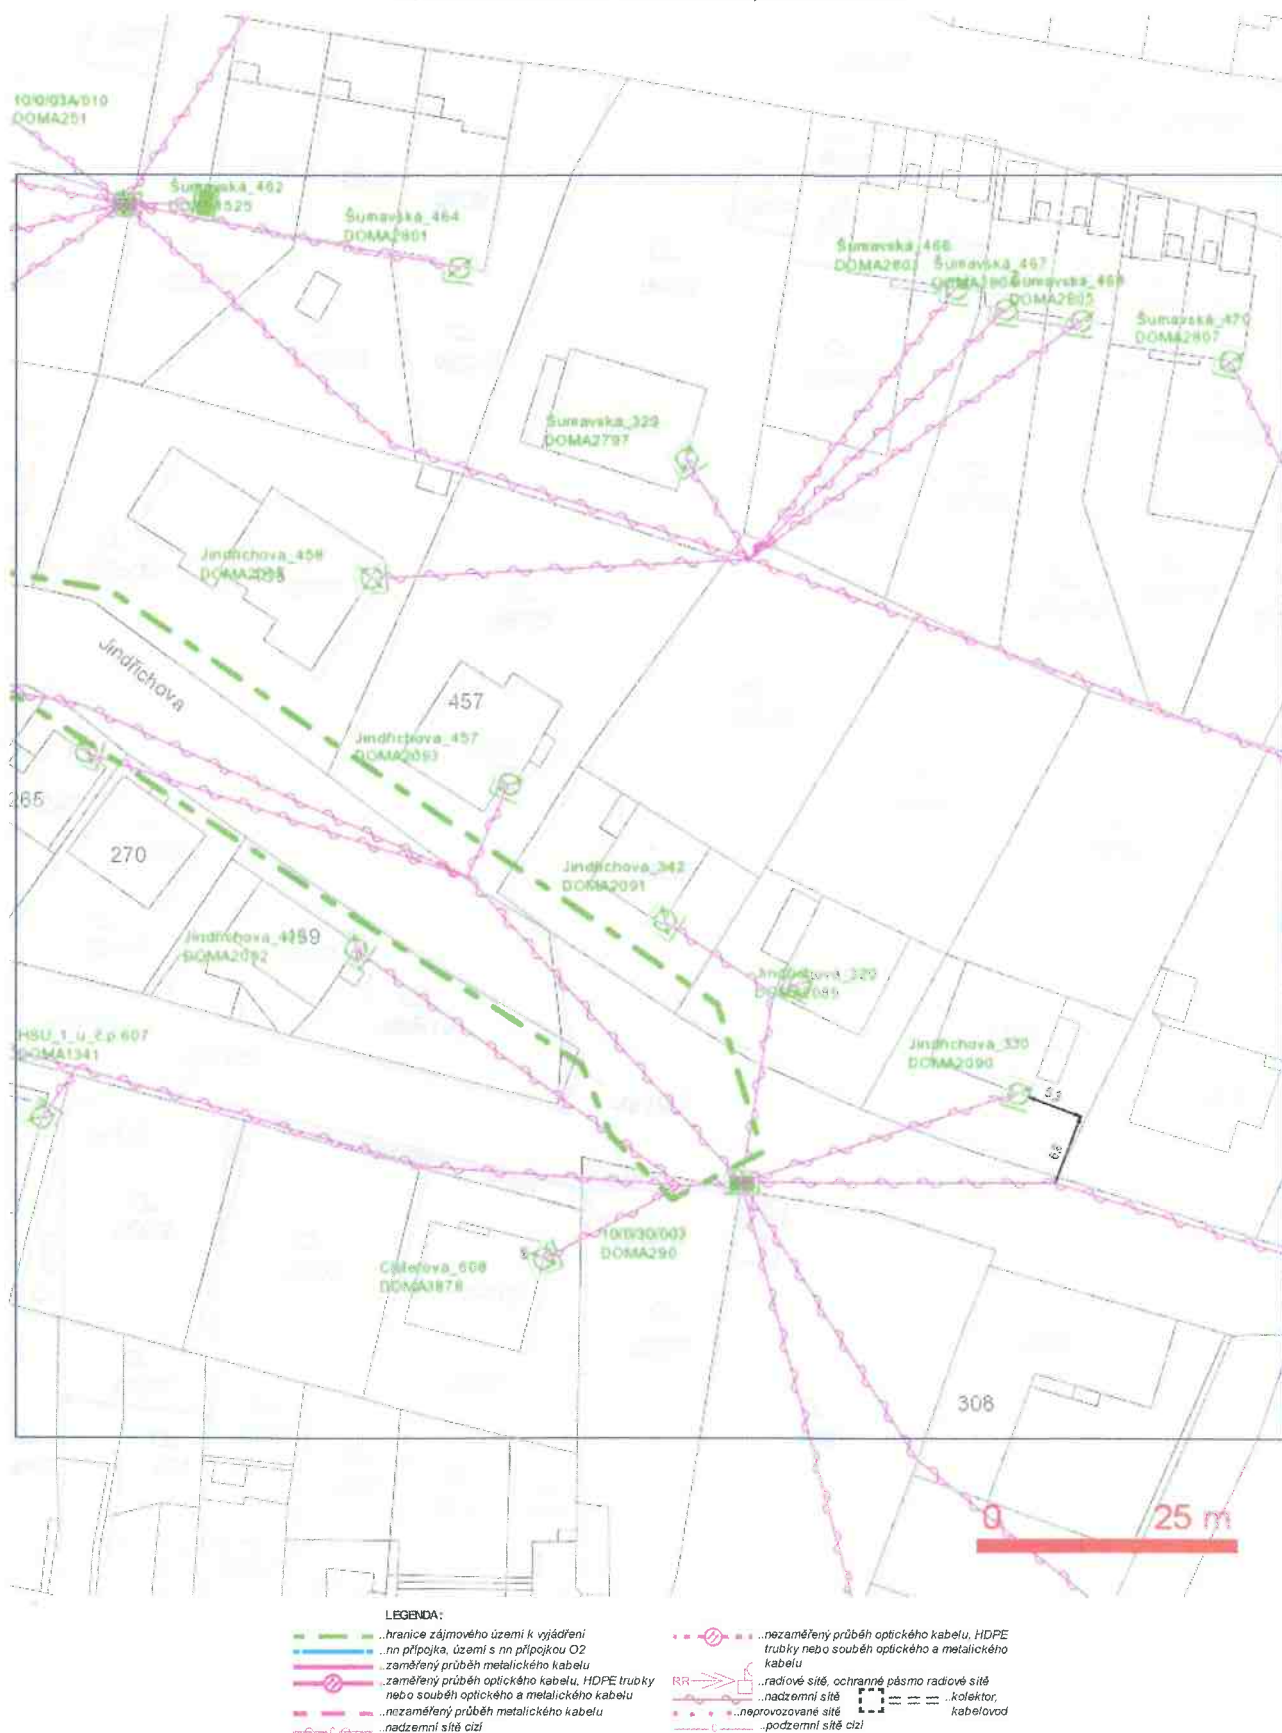 10/0/03A/010
DOMA251
Šumavská_462
Šumavská_464
DOMA2801
Šumavská_466
Šumavská_467
DOMA2805
Šumavská_470
DOMA2807
Šumavská_329
DOMA2797
Jindřichova_458
Jindřichova
457
Jindřichova_457
DOMA2093
265
270
Jindřichova_342
DOMA2091
DOMA2092
HSU_1_u_č.p.607
DOMA1341
DOMA2089
Jindřichova_330
DOMA2090
10/0/30/003
DOMA290
DOMA3878
308
0 25 m
LEGENDA:
..hranice zájmového území k vyjádření
..nn přípojka, území s nn přípojkou O2
..zaměřený průběh metalického kabelu
..zaměřený průběh optického kabelu, HDPE trubky
nebo souběh optického a metalického kabelu
..nezaměřený průběh metalického kabelu
..nadzemní sítě cizí
..nezaměřený průběh optického kabelu, HDPE
trubky nebo souběh optického a metalického
kabelu
RR
..radiové sítě, ochranné pásmo radiové sítě
..nadzemní sítě
..kolektor,
kabelovod
..neprovozované sítě
..podzemní sítě cizí